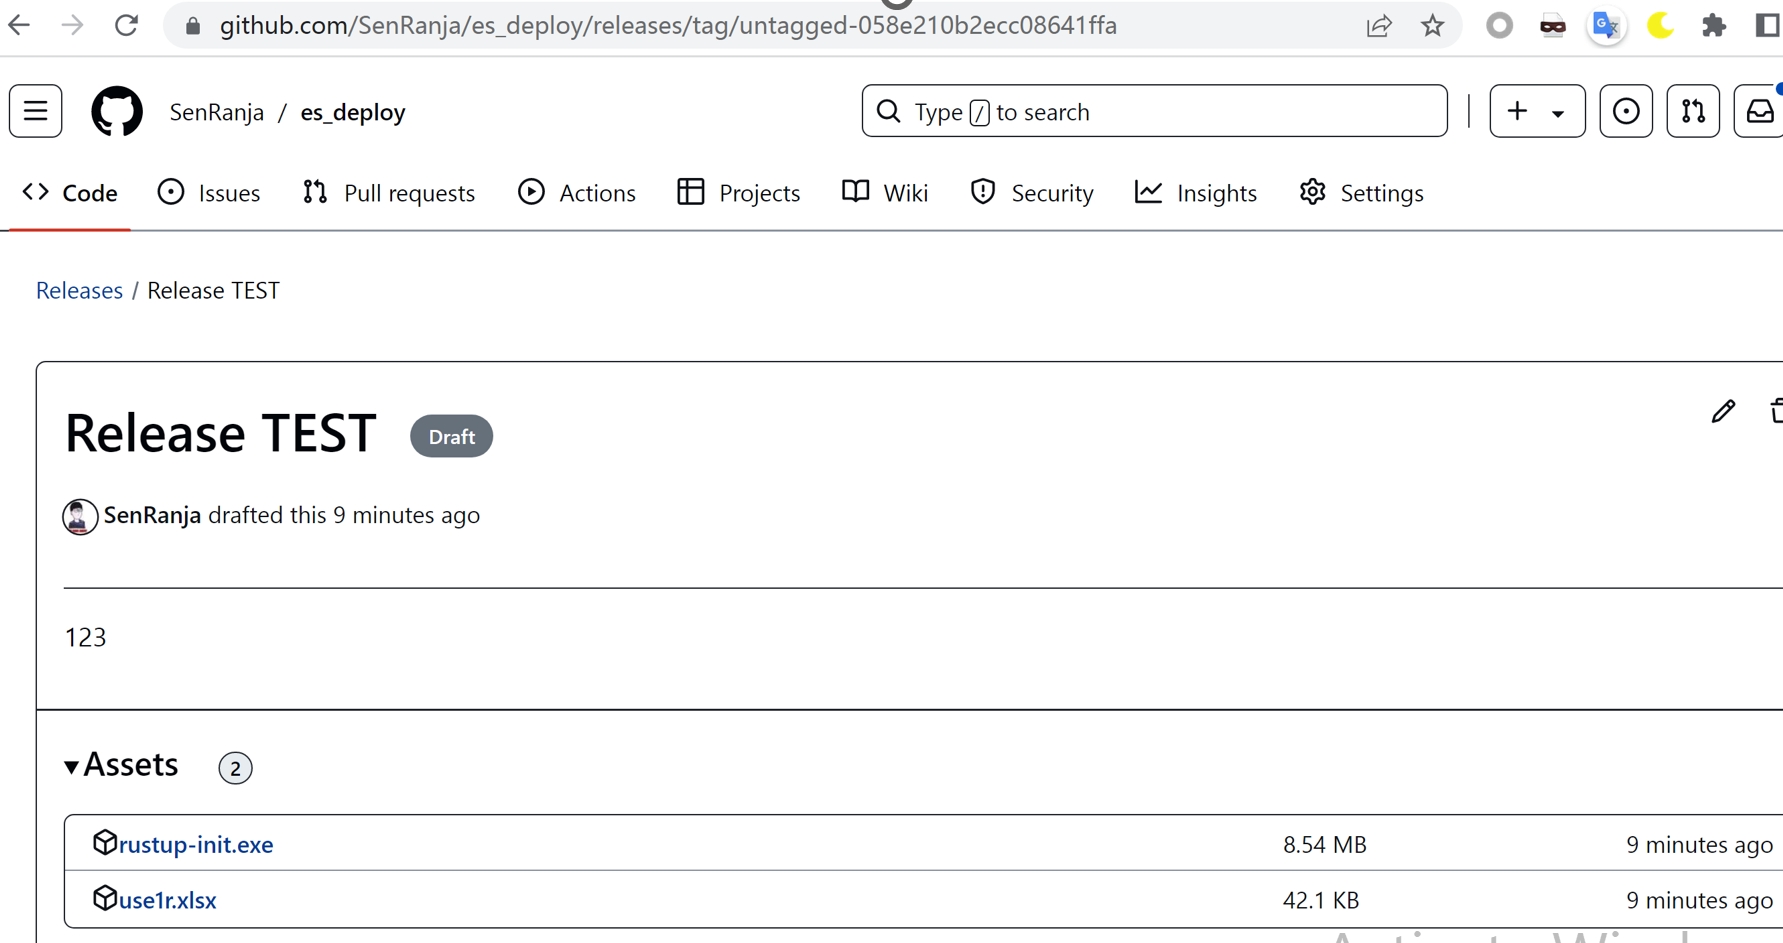 github.com/SenRanja/es_deploy/releases/tag/untagged-058e210b2ecc08641ffa
SenRanja / es_deploy
Type / to search
Code Issues Pull requests Actions Projects Wiki Security Insights Settings
Releases / Release TEST
Release TEST Draft
SenRanja drafted this 9 minutes ago
123
Assets 2
rustup-init.exe 8.54 MB 9 minutes ago
use1r.xlsx 42.1 KB 9 minutes ago